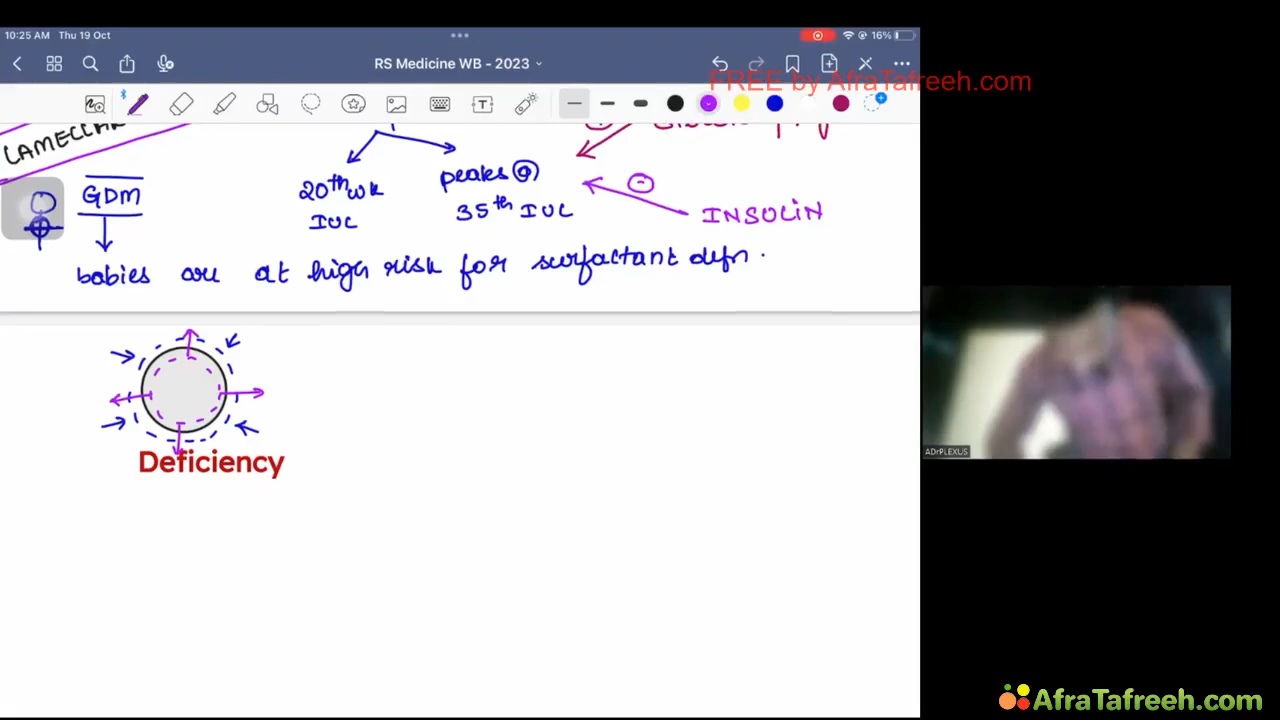 10:25 AM Thu 19 Oct
16%
RS Medicine WB - 2023
FREE by AfraTafreeh.com
T
LAMELLAR
GDM
20th wk
IUL
peaks @
35th IUL
INSULIN
babies are at high risk for surfactant defn.
Deficiency
ADrPLEXUS
AfraTafreeh.com